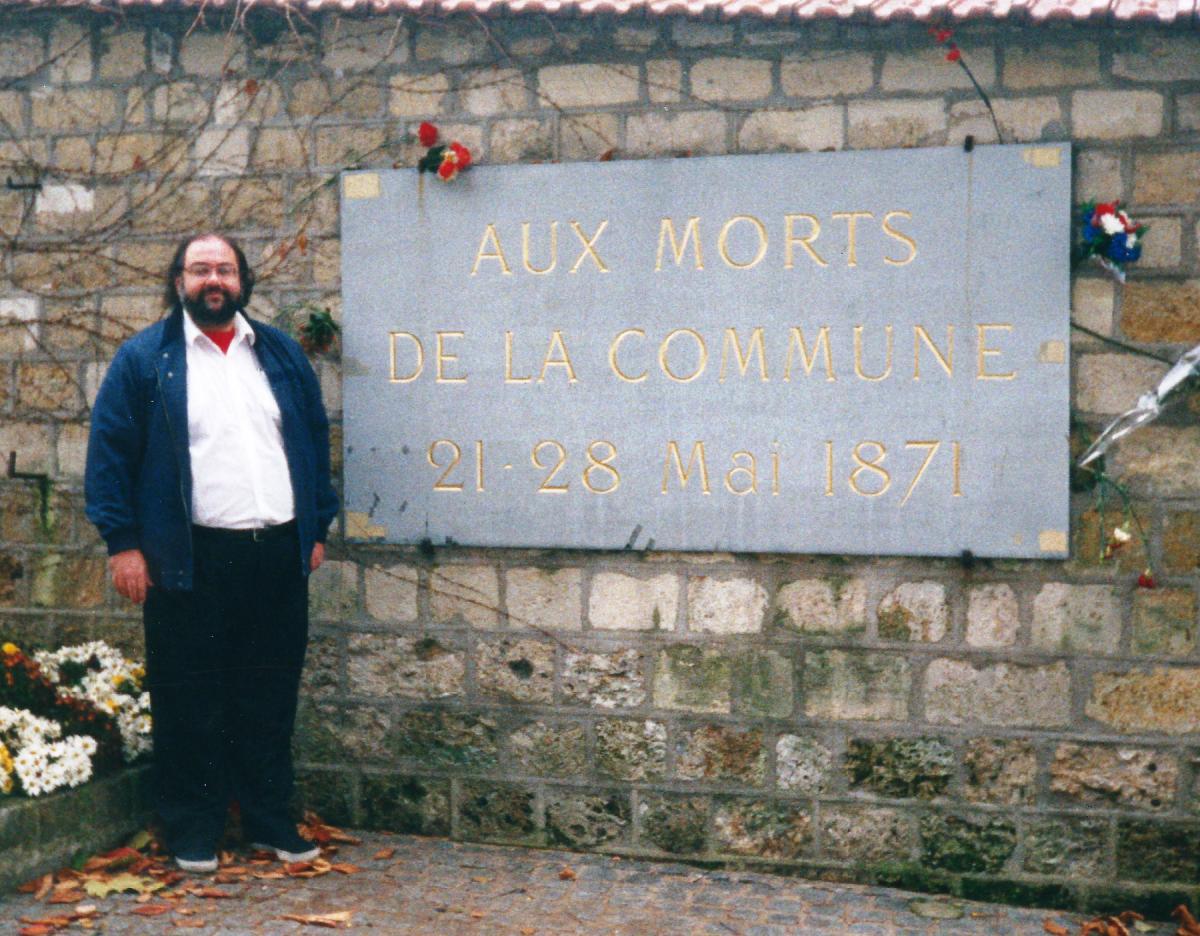 AUX MORTS
DE LA COMMUNE
21-28 Mai 1871